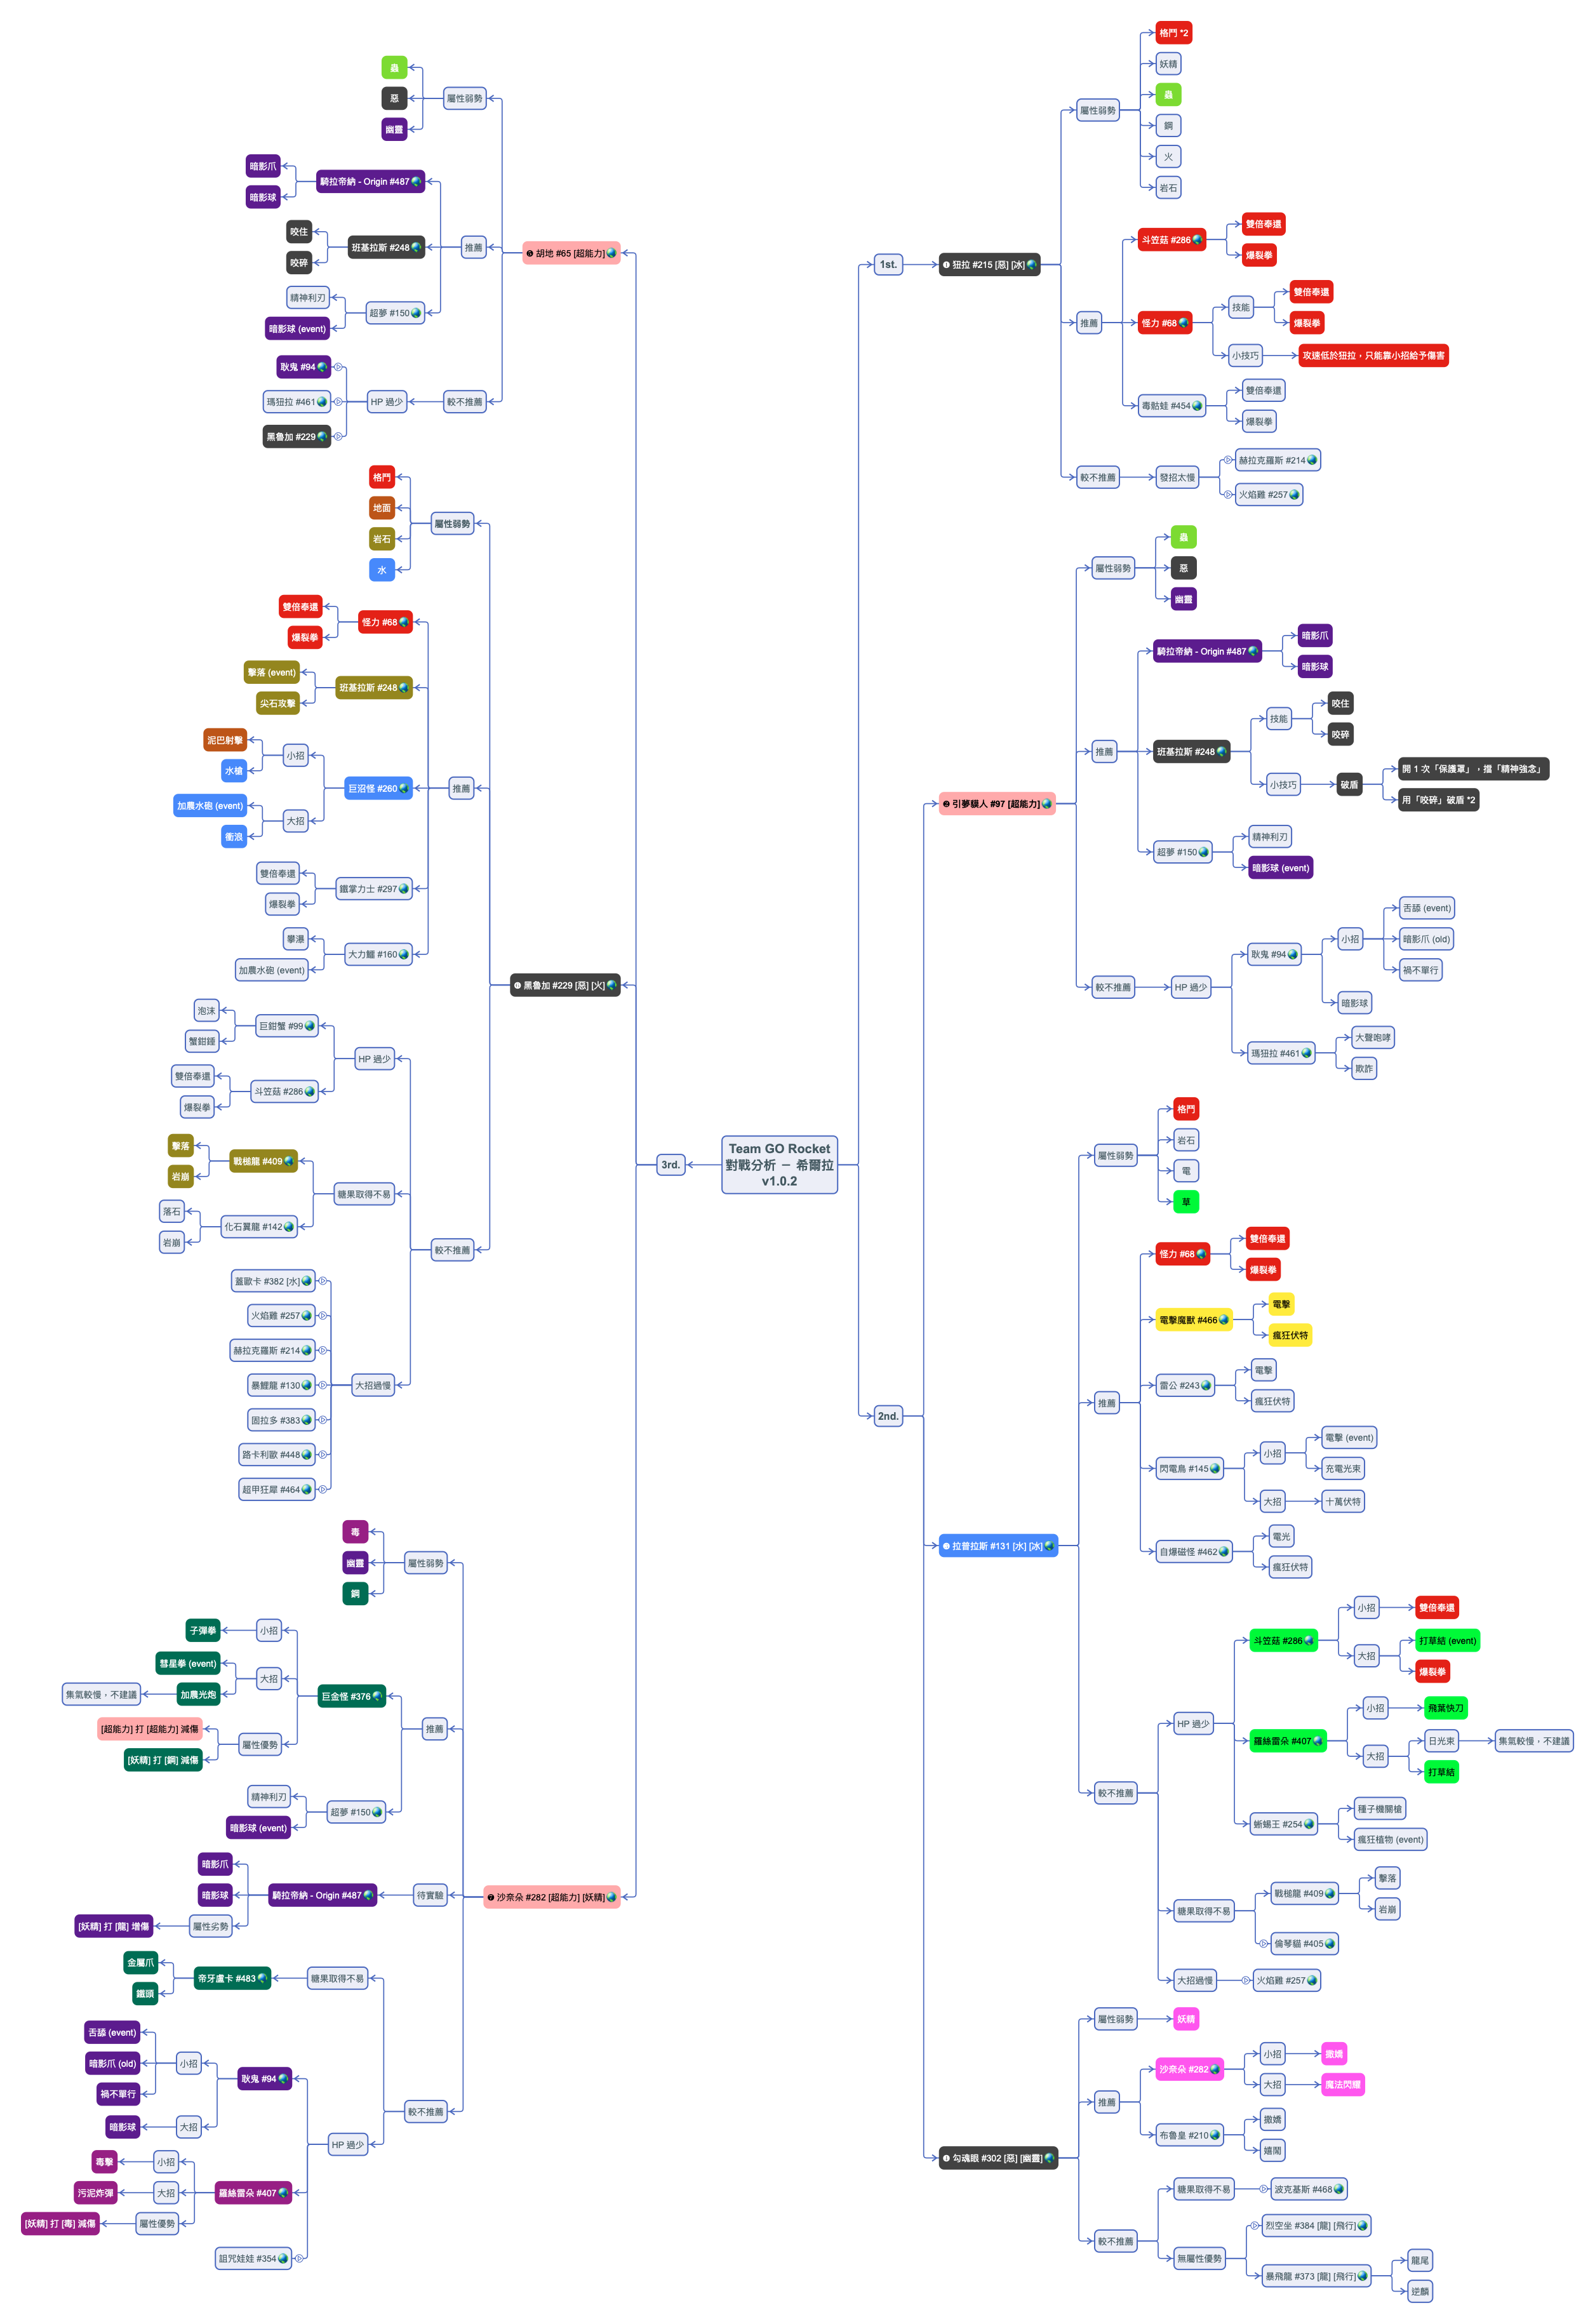 Team GO Rocket
對戰分析 － 希爾拉
v1.0.2
1st.
❶ 狃拉 #215 [惡] [冰]
屬性弱勢
格鬥 *2
妖精
蟲
鋼
火
岩石
推薦
斗笠菇 #286
雙倍奉還
爆裂拳
怪力 #68
技能
雙倍奉還
爆裂拳
小技巧
攻速低於狃拉，只能靠小招給予傷害
毒骷蛙 #454
雙倍奉還
爆裂拳
較不推薦
發招太慢
赫拉克羅斯 #214
火焰雞 #257
2nd.
❷ 引夢貘人 #97 [超能力]
屬性弱勢
蟲
惡
幽靈
推薦
騎拉帝納 - Origin #487
暗影爪
暗影球
班基拉斯 #248
技能
咬住
咬碎
小技巧
破盾
開 1 次「保護罩」，擋「精神強念」
用「咬碎」破盾 *2
超夢 #150
精神利刃
暗影球 (event)
較不推薦
HP 過少
耿鬼 #94
小招
舌舔 (event)
暗影爪 (old)
禍不單行
暗影球
瑪狃拉 #461
大聲咆哮
欺詐
拉普拉斯 #131 [水] [冰]
屬性弱勢
格鬥
岩石
電
草
推薦
怪力 #68
雙倍奉還
爆裂拳
電擊魔獸 #466
電擊
瘋狂伏特
雷公 #243
電擊
瘋狂伏特
閃電鳥 #145
小招
電擊 (event)
充電光束
大招
十萬伏特
自爆磁怪 #462
電光
瘋狂伏特
較不推薦
HP 過少
斗笠菇 #286
小招
雙倍奉還
大招
打草結 (event)
爆裂拳
羅絲雷朵 #407
小招
飛葉快刀
大招
日光束
集氣較慢，不建議
打草結
蜥蜴王 #254
種子機關槍
瘋狂植物 (event)
糖果取得不易
戰槌龍 #409
擊落
岩崩
倫琴貓 #405
大招過慢
火焰雞 #257
勾魂眼 #302 [惡] [幽靈]
屬性弱勢
妖精
推薦
沙奈朵 #282
小招
撒嬌
大招
魔法閃耀
布魯皇 #210
撒嬌
嬉鬧
較不推薦
糖果取得不易
波克基斯 #468
無屬性優勢
烈空坐 #384 [龍] [飛行]
暴飛龍 #373 [龍] [飛行]
龍尾
逆鱗
3rd.
胡地 #65 [超能力]
屬性弱勢
蟲
惡
幽靈
推薦
騎拉帝納 - Origin #487
暗影爪
暗影球
班基拉斯 #248
咬住
咬碎
超夢 #150
精神利刃
暗影球 (event)
較不推薦
HP 過少
耿鬼 #94
瑪狃拉 #461
黑魯加 #229
黑魯加 #229 [惡] [火]
屬性弱勢
格鬥
地面
岩石
水
推薦
怪力 #68
雙倍奉還
爆裂拳
班基拉斯 #248
擊落 (event)
尖石攻擊
巨沼怪 #260
小招
泥巴射擊
水槍
大招
加農水砲 (event)
衝浪
鐵掌力士 #297
雙倍奉還
爆裂拳
大力鱷 #160
攀瀑
加農水砲 (event)
較不推薦
HP 過少
巨鉗蟹 #99
泡沫
蟹鉗錘
斗笠菇 #286
雙倍奉還
爆裂拳
糖果取得不易
戰槌龍 #409
擊落
岩崩
化石翼龍 #142
落石
岩崩
大招過慢
蓋歐卡 #382 [水]
火焰雞 #257
赫拉克羅斯 #214
暴鯉龍 #130
固拉多 #383
路卡利歐 #448
超甲狂犀 #464
沙奈朵 #282 [超能力] [妖精]
屬性弱勢
毒
幽靈
鋼
推薦
巨金怪 #376
小招
子彈拳
大招
彗星拳 (event)
加農光炮
集氣較慢，不建議
屬性優勢
[超能力] 打 [超能力] 減傷
[妖精] 打 [鋼] 減傷
超夢 #150
精神利刃
暗影球 (event)
待實驗
騎拉帝納 - Origin #487
暗影爪
暗影球
屬性劣勢
[妖精] 打 [龍] 增傷
較不推薦
糖果取得不易
帝牙盧卡 #483
金屬爪
鐵頭
HP 過少
耿鬼 #94
小招
舌舔 (event)
暗影爪 (old)
禍不單行
大招
暗影球
羅絲雷朵 #407
小招
毒擊
大招
污泥炸彈
屬性優勢
[妖精] 打 [毒] 減傷
詛咒娃娃 #354